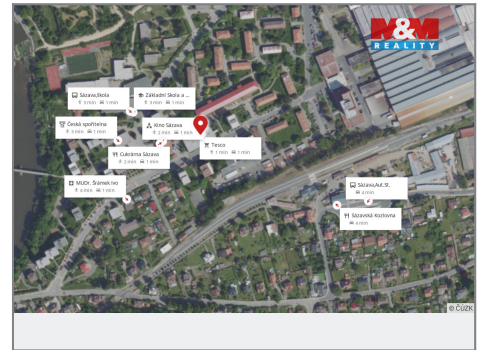 M&M
REALITY
Sázava,škola
3 min 1 min
Základní škola a ...
3 min 1 min
Česká spořitelna
3 min 1 min
Kino Sázava
2 min 1 min
Tesco
1 min 1 min
Cukrárna Sázava
2 min 1 min
MUDr. Šrámek Ivo
4 min 1 min
Sázava,Aut.St.
4 min
Sázavská Kozlovna
4 min
© ČÚZK